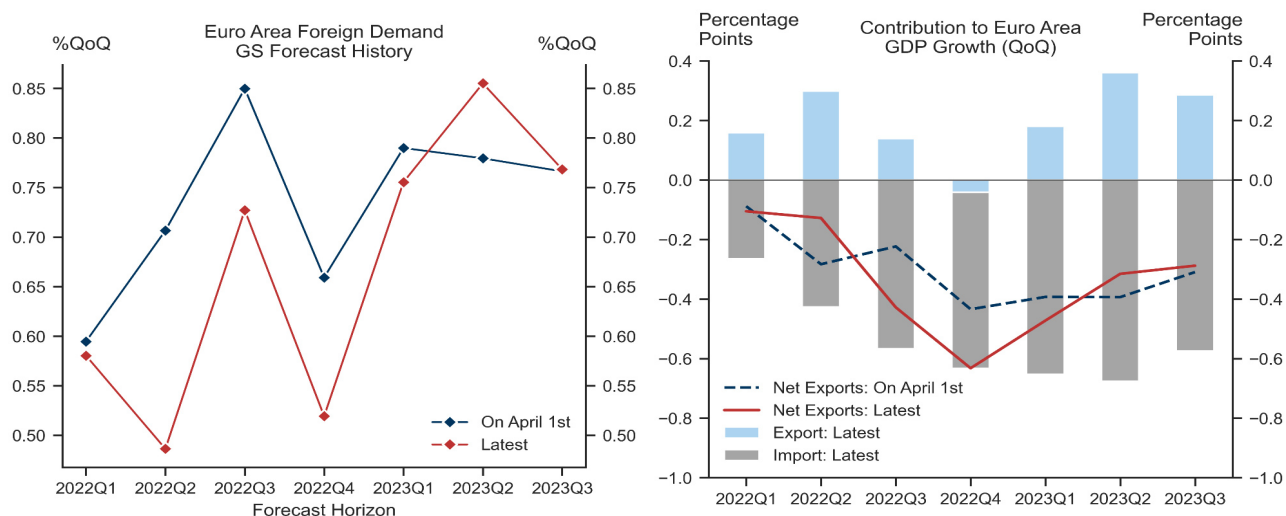 Euro Area Foreign Demand
GS Forecast History
%QoQ
%QoQ
0.85
0.80
0.75
0.70
0.65
0.60
0.55
0.50
0.85
0.80
0.75
0.70
0.65
0.60
0.55
0.50
On April 1st
Latest
2022Q1
2022Q2
2022Q3
2022Q4
2023Q1
2023Q2
2023Q3
Forecast Horizon
Percentage
Points
Contribution to Euro Area
GDP Growth (QoQ)
Percentage
Points
0.4
0.2
0.0
−0.2
−0.4
−0.6
−0.8
−1.0
0.4
0.2
0.0
−0.2
−0.4
−0.6
−0.8
−1.0
Net Exports: On April 1st
Net Exports: Latest
Export: Latest
Import: Latest
2022Q1
2022Q2
2022Q3
2022Q4
2023Q1
2023Q2
2023Q3